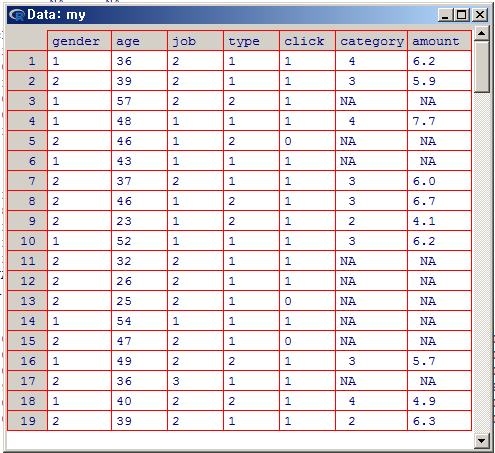 Data: my
gender age job type click category amount
1 1 36 2 1 1 4 6.2
2 2 39 2 1 1 3 5.9
3 1 57 2 2 1 NA NA
4 1 48 1 1 1 4 7.7
5 2 46 1 2 0 NA NA
6 1 43 1 1 1 NA NA
7 2 37 2 1 1 3 6.0
8 2 46 1 2 1 3 6.7
9 2 23 1 2 1 2 4.1
10 1 52 1 1 1 3 6.2
11 2 32 2 1 1 NA NA
12 2 26 2 1 1 NA NA
13 2 25 2 1 0 NA NA
14 1 54 1 1 1 NA NA
15 2 47 2 1 0 NA NA
16 1 49 2 2 1 3 5.7
17 2 36 3 1 1 NA NA
18 1 40 2 2 1 4 4.9
19 2 39 2 1 1 2 6.3